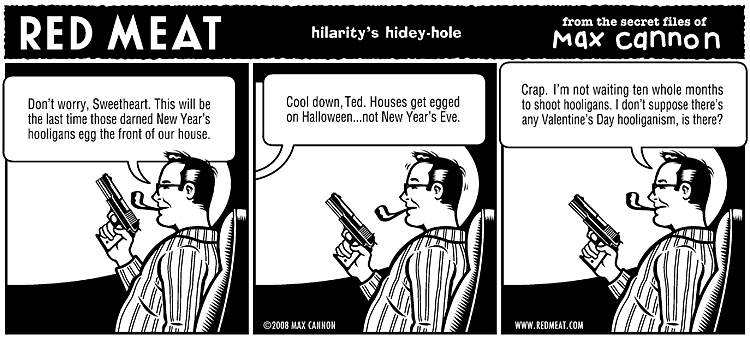 RED MEAT
hilarity's hidey-hole
from the secret files of
Max cannon
Don't worry, Sweetheart. This will be
the last time those darned New Year's
hooligans egg the front of our house.
Cool down, Ted. Houses get egged
on Halloween...not New Year's Eve.
©2008 MAX CANNON
Crap. I'm not waiting ten whole months
to shoot hooligans. I don't suppose there's
any Valentine's Day hooliganism, is there?
WWW.REDMEAT.COM